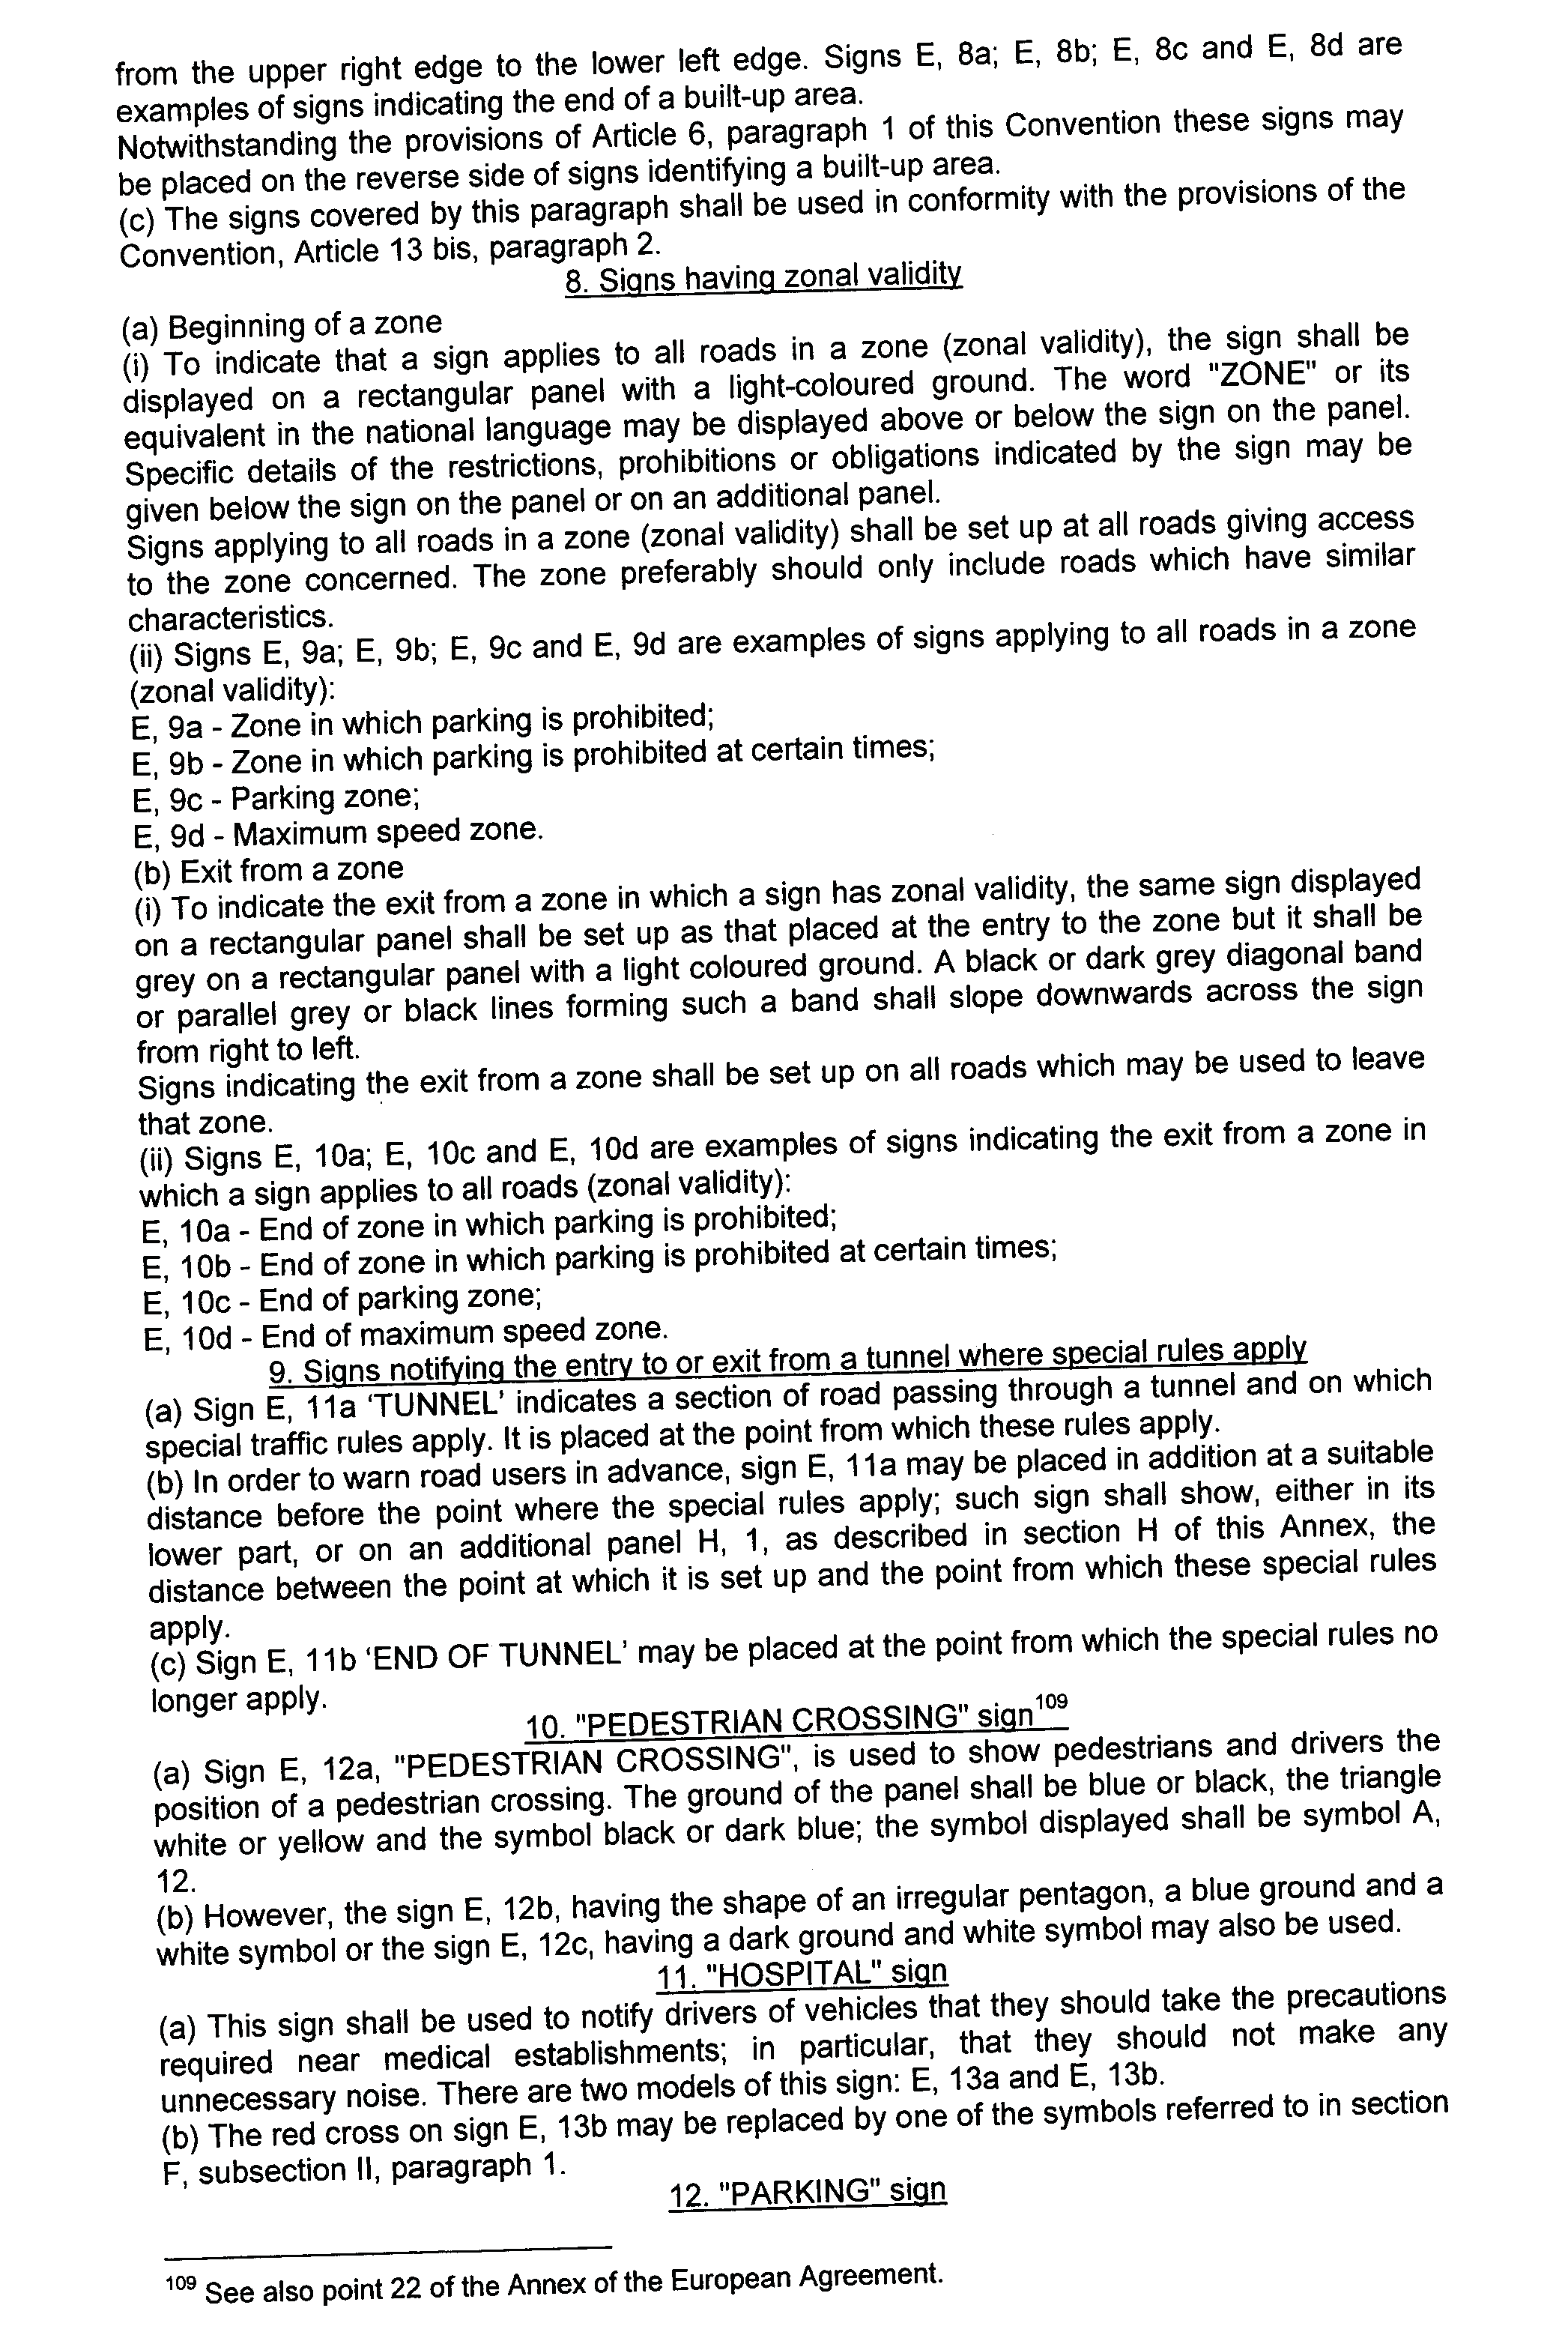 from the upper right edge to the lower left edge. Signs E, 8a; E, 8b; E, 8c and E, 8d are
examples of signs indicating the end of a built-up area.
Notwithstanding the provisions of Article 6, paragraph 1 of this Convention these signs may
be placed on the reverse side of signs identifying a built-up area.
(c) The signs covered by this paragraph shall be used in conformity with the provisions of the
Convention, Article 13 bis, paragraph 2.
8. Signs having zonal validity
(a) Beginning of a zone
(i) To indicate that a sign applies to all roads in a zone (zonal validity), the sign shall be
displayed on a rectangular panel with a light-coloured ground. The word "ZONE" or its
equivalent in the national language may be displayed above or below the sign on the panel.
Specific details of the restrictions, prohibitions or obligations indicated by the sign may be
given below the sign on the panel or on an additional panel.
Signs applying to all roads in a zone (zonal validity) shall be set up at all roads giving access
to the zone concerned. The zone preferably should only include roads which have similar
characteristics.
(ii) Signs E, 9a; E, 9b; E, 9c and E, 9d are examples of signs applying to all roads in a zone
(zonal validity):
E, 9a - Zone in which parking is prohibited;
E, 9b - Zone in which parking is prohibited at certain times;
E, 9c - Parking zone;
E, 9d - Maximum speed zone.
(b) Exit from a zone
(i) To indicate the exit from a zone in which a sign has zonal validity, the same sign displayed
on a rectangular panel shall be set up as that placed at the entry to the zone but it shall be
grey on a rectangular panel with a light coloured ground. A black or dark grey diagonal band
or parallel grey or black lines forming such a band shall slope downwards across the sign
from right to left.
Signs indicating the exit from a zone shall be set up on all roads which may be used to leave
that zone.
(ii) Signs E, 10a; E, 10c and E, 10d are examples of signs indicating the exit from a zone in
which a sign applies to all roads (zonal validity):
E, 10a - End of zone in which parking is prohibited;
E, 10b - End of zone in which parking is prohibited at certain times;
E, 10c - End of parking zone;
E, 10d - End of maximum speed zone.
9. Signs notifying the entry to or exit from a tunnel where special rules apply
(a) Sign E, 11a ‘TUNNEL’ indicates a section of road passing through a tunnel and on which
special traffic rules apply. It is placed at the point from which these rules apply.
(b) In order to warn road users in advance, sign E, 11a may be placed in addition at a suitable
distance before the point where the special rules apply; such sign shall show, either in its
lower part, or on an additional panel H, 1, as described in section H of this Annex, the
distance between the point at which it is set up and the point from which these special rules
apply.
(c) Sign E, 11b ‘END OF TUNNEL’ may be placed at the point from which the special rules no
longer apply.
10. "PEDESTRIAN CROSSING" sign109
(a) Sign E, 12a, "PEDESTRIAN CROSSING", is used to show pedestrians and drivers the
position of a pedestrian crossing. The ground of the panel shall be blue or black, the triangle
white or yellow and the symbol black or dark blue; the symbol displayed shall be symbol A,
12.
(b) However, the sign E, 12b, having the shape of an irregular pentagon, a blue ground and a
white symbol or the sign E, 12c, having a dark ground and white symbol may also be used.
11. "HOSPITAL" sign
(a) This sign shall be used to notify drivers of vehicles that they should take the precautions
required near medical establishments; in particular, that they should not make any
unnecessary noise. There are two models of this sign: E, 13a and E, 13b.
(b) The red cross on sign E, 13b may be replaced by one of the symbols referred to in section
F, subsection II, paragraph 1.
12. "PARKING" sign
109 See also point 22 of the Annex of the European Agreement.